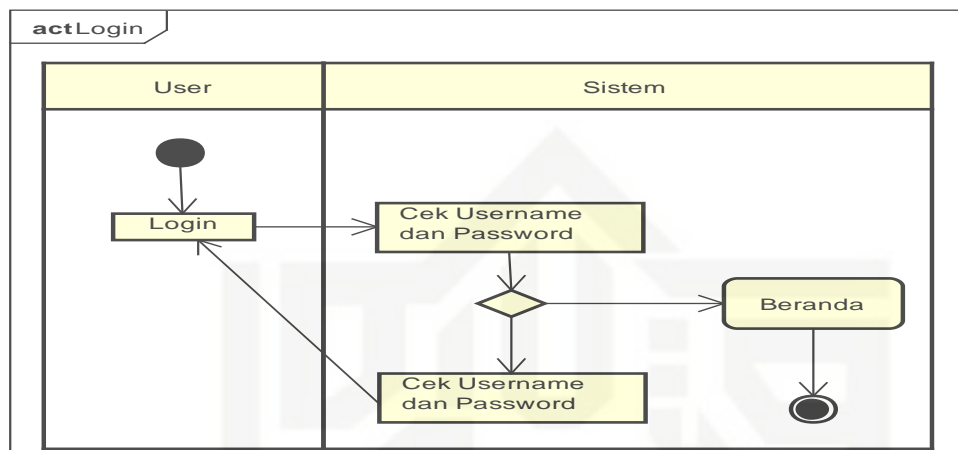 actLogin
User
Sistem
Login
Cek Username
dan Password
Beranda
Cek Username
dan Password